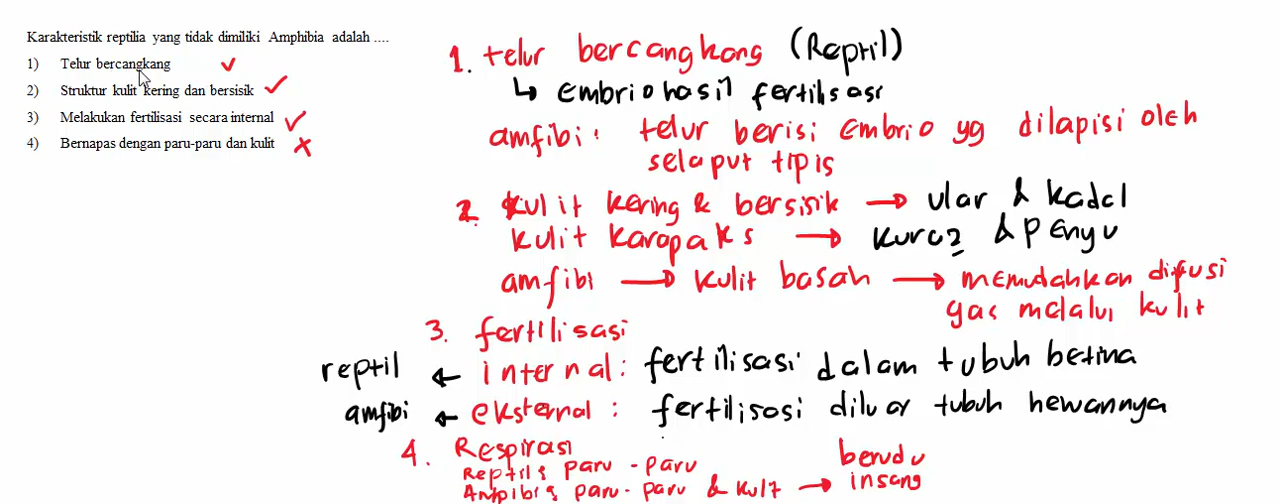 Karakteristik reptilia yang tidak dimiliki Amphibia adalah ....
1) Telur bercangkang
2) Struktur kulit kering dan bersisik
3) Melakukan fertilisasi secara internal
4) Bernapas dengan paru-paru dan kulit
1. telur bercangkang (Reptil)
↳ Embrio hasil fertilisasi
amfibi: telur berisi Embrio yg dilapisi oleh
selaput tipis
2. kulit kering & bersisik → ular & kadal
kulit karapaks → kura2 & penyu
amfibi → kulit basah → memudahkan difusi
gas melalui kulit
3. fertilisasi
reptil ← internal: fertilisasi dalam tubuh betina
amfibi ← eksternal: fertilisasi diluar tubuh hewannya
4. Respirasi
Reptil: paru-paru
Ampibi: paru-paru & kulit → berudu
insang